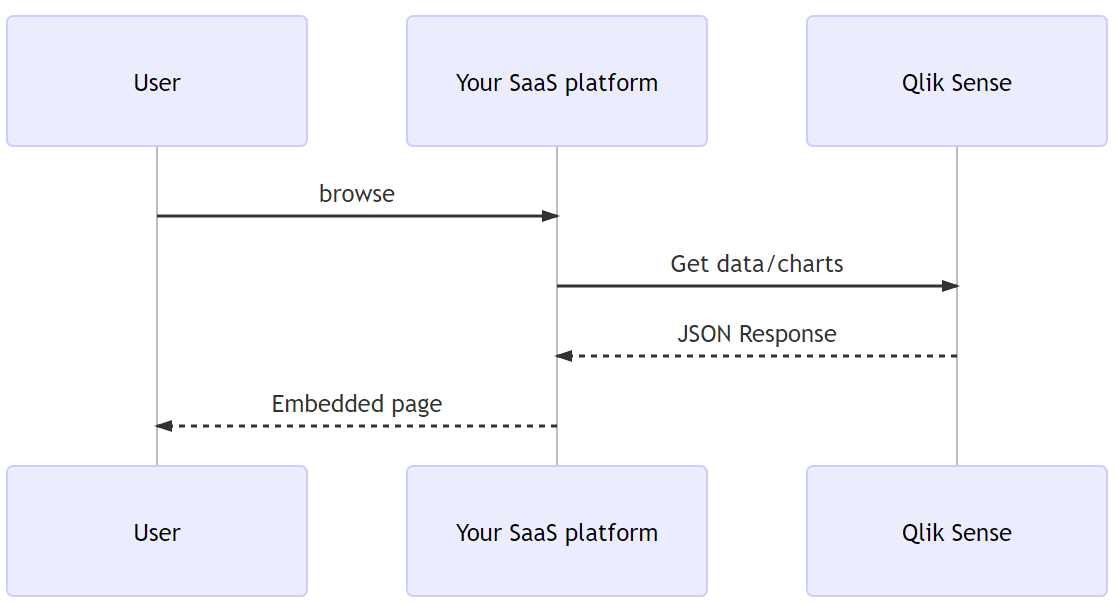 User
Your SaaS platform
Qlik Sense
browse
Get data/charts
JSON Response
Embedded page
User
Your SaaS platform
Qlik Sense